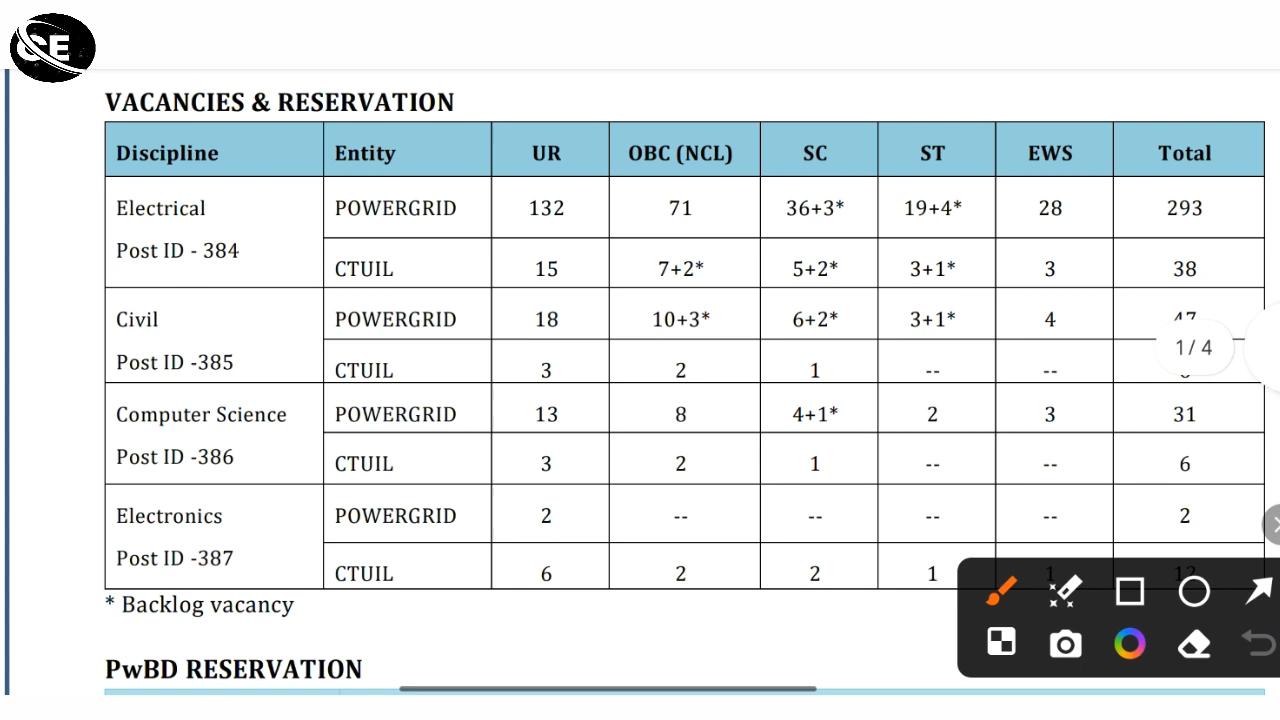 CE
VACANCIES & RESERVATION
Discipline Entity UR OBC (NCL) SC ST EWS Total
Electrical POWERGRID 132 71 36+3* 19+4* 28 293
Post ID - 384
CTUIL 15 7+2* 5+2* 3+1* 3 38
Civil POWERGRID 18 10+3* 6+2* 3+1* 4 47
1 / 4
Post ID -385
CTUIL 3 2 1 -- --
Computer Science POWERGRID 13 8 4+1* 2 3 31
Post ID -386
CTUIL 3 2 1 -- -- 6
Electronics POWERGRID 2 -- -- -- -- 2
Post ID -387
CTUIL 6 2 2 1 1 12
* Backlog vacancy
PwBD RESERVATION